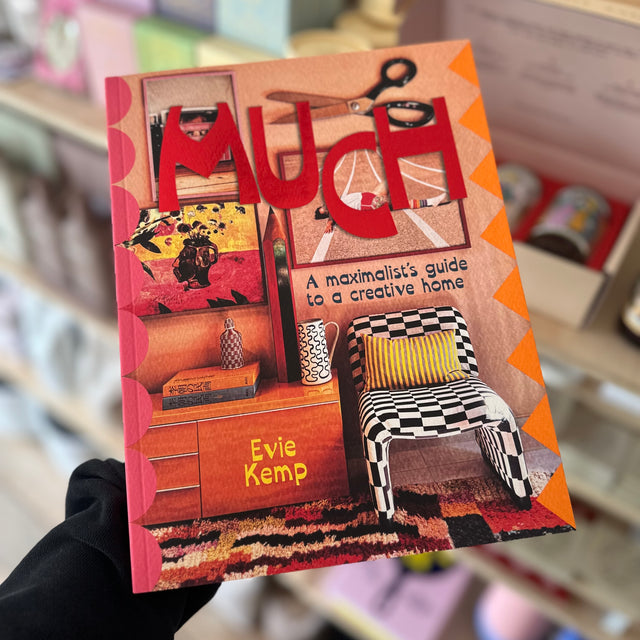 MUCH
A maximalist's guide
to a creative home
Evie
Kemp